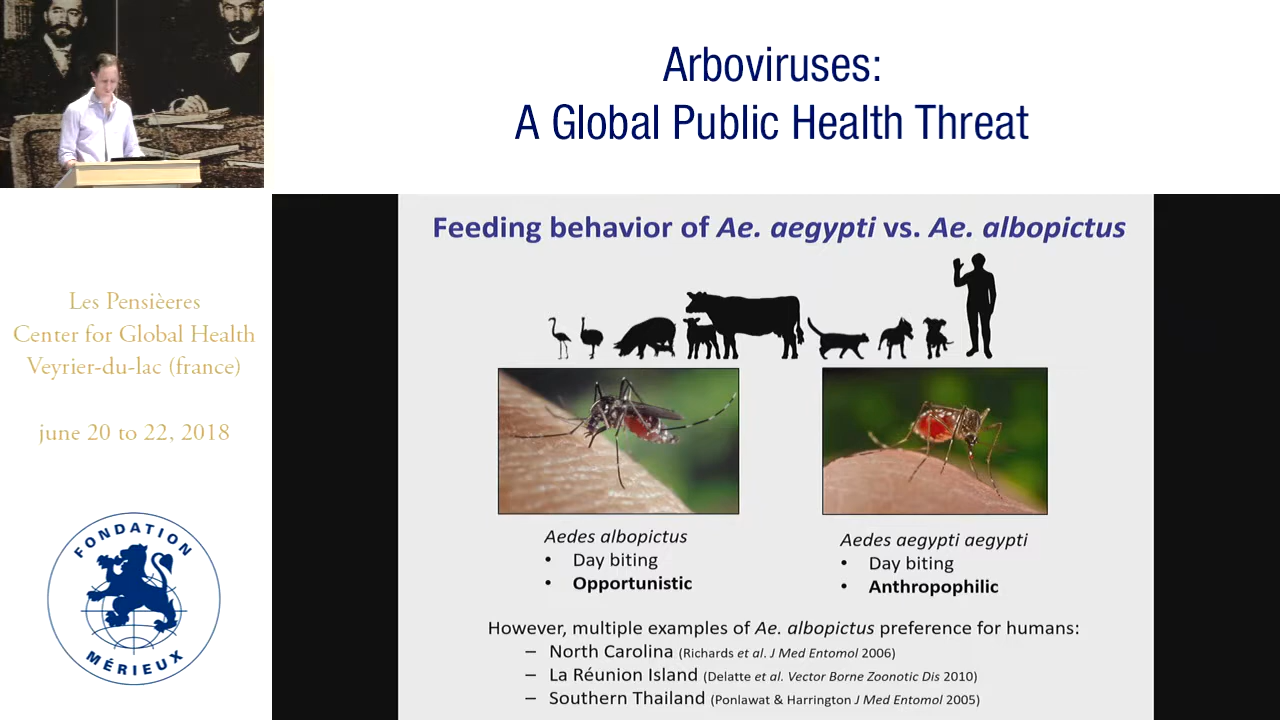 Arboviruses:
A Global Public Health Threat
Les Pensièeres
Center for Global Health
Veyrier-du-lac (france)
june 20 to 22, 2018
FONDATION
MÉRIEUX
Feeding behavior of Ae. aegypti vs. Ae. albopictus
Aedes albopictus
• Day biting
• Opportunistic
Aedes aegypti aegypti
• Day biting
• Anthropophilic
However, multiple examples of Ae. albopictus preference for humans:
– North Carolina (Richards et al. J Med Entomol 2006)
– La Réunion Island (Delatte et al. Vector Borne Zoonotic Dis 2010)
– Southern Thailand (Ponlawat & Harrington J Med Entomol 2005)